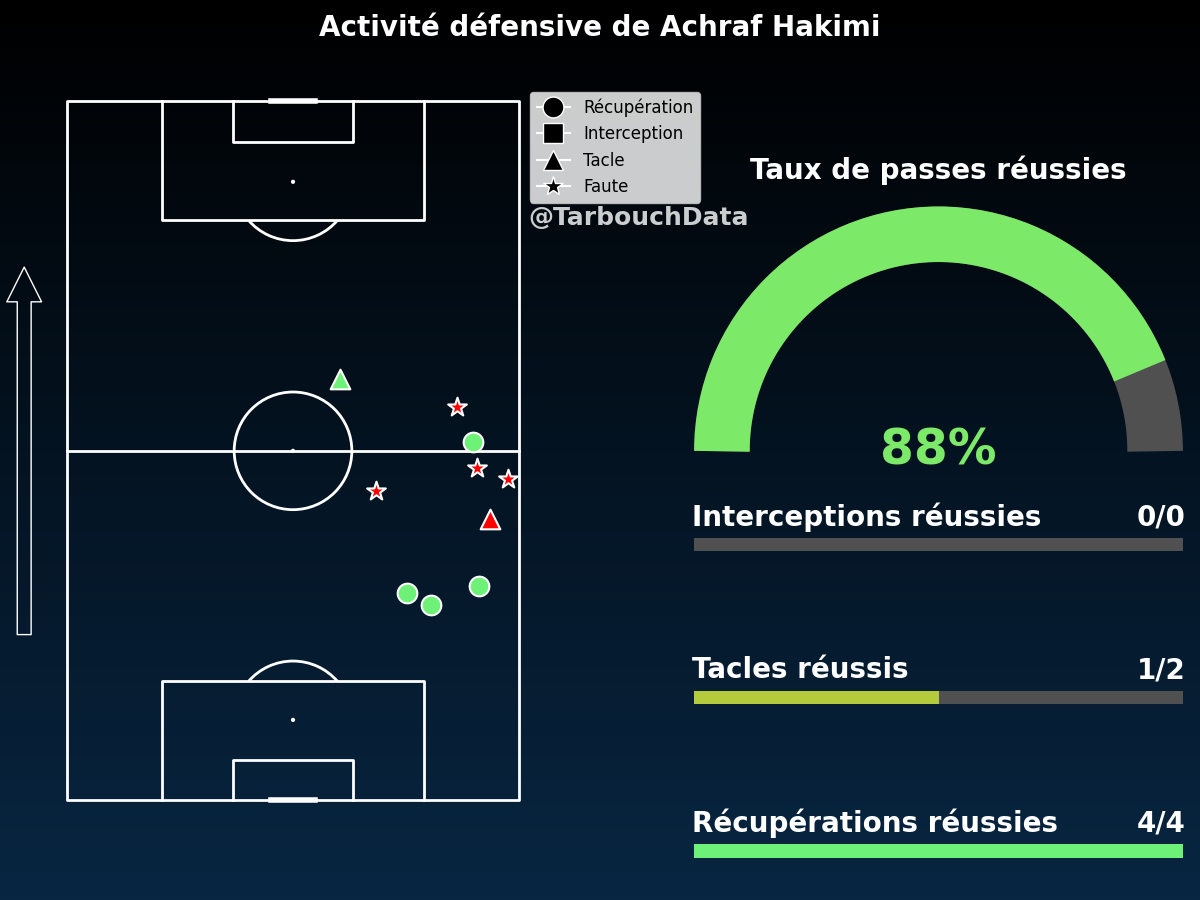 Activité défensive de Achraf Hakimi
Récupération
Interception
Tacle
Faute
@TarbouchData
Taux de passes réussies
88%
Interceptions réussies 0/0
Tacles réussis 1/2
Récupérations réussies 4/4